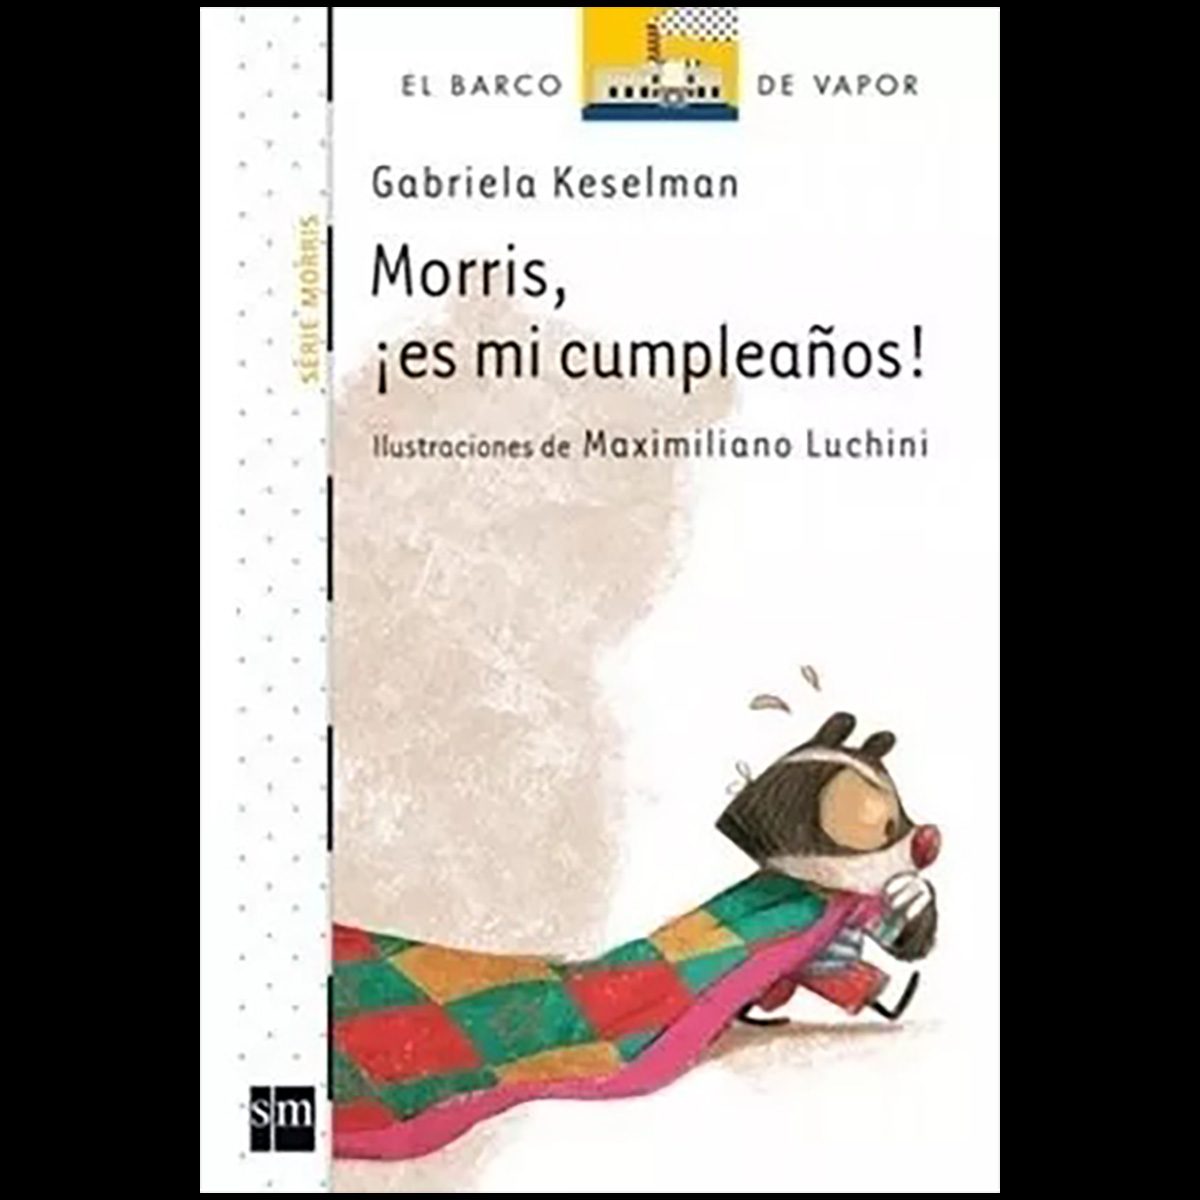 EL BARCO DE VAPOR
Gabriela Keselman
Morris,
¡es mi cumpleaños!
Ilustraciones de Maximiliano Luchini
SERIE MORRIS
sm